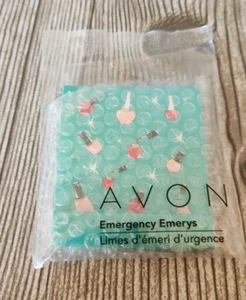 AVON
Emergency Emerys
Limes d'émeri d'urgence